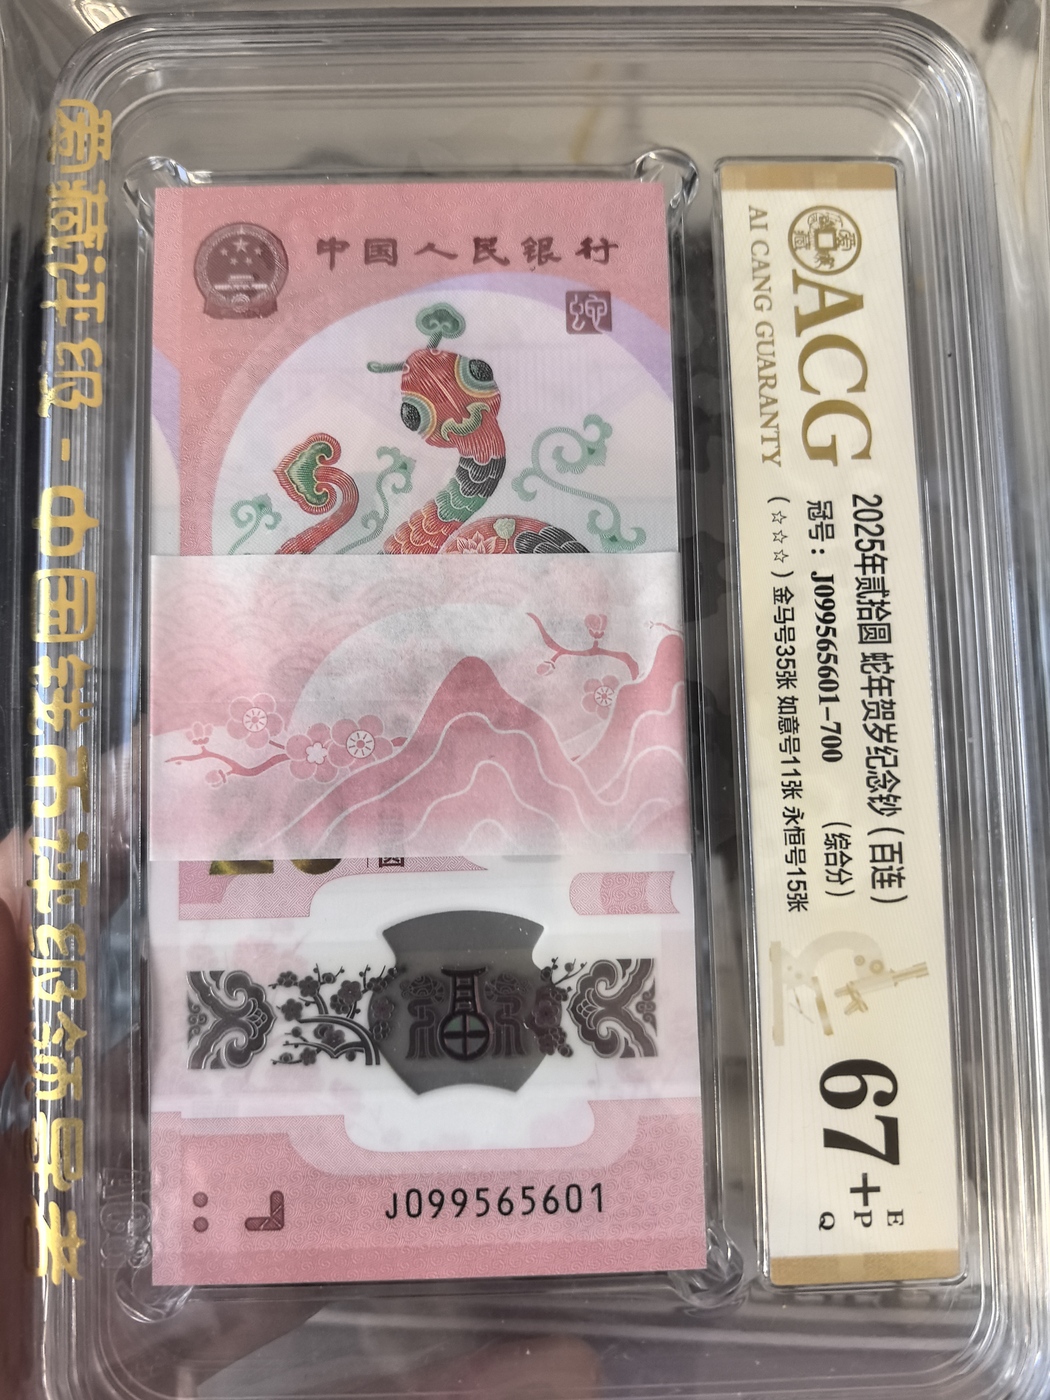 爱藏评级-中国钱币评级领导者
中国人民银行
J099565601
ACG
AI CANG GUARANTY
2025年贰拾圆 蛇年贺岁纪念钞（百连）
冠号：J099565601-700 （综合分）
（☆☆☆）金马号35张 如意号11张 永恒号15张
67+
E
P
Q